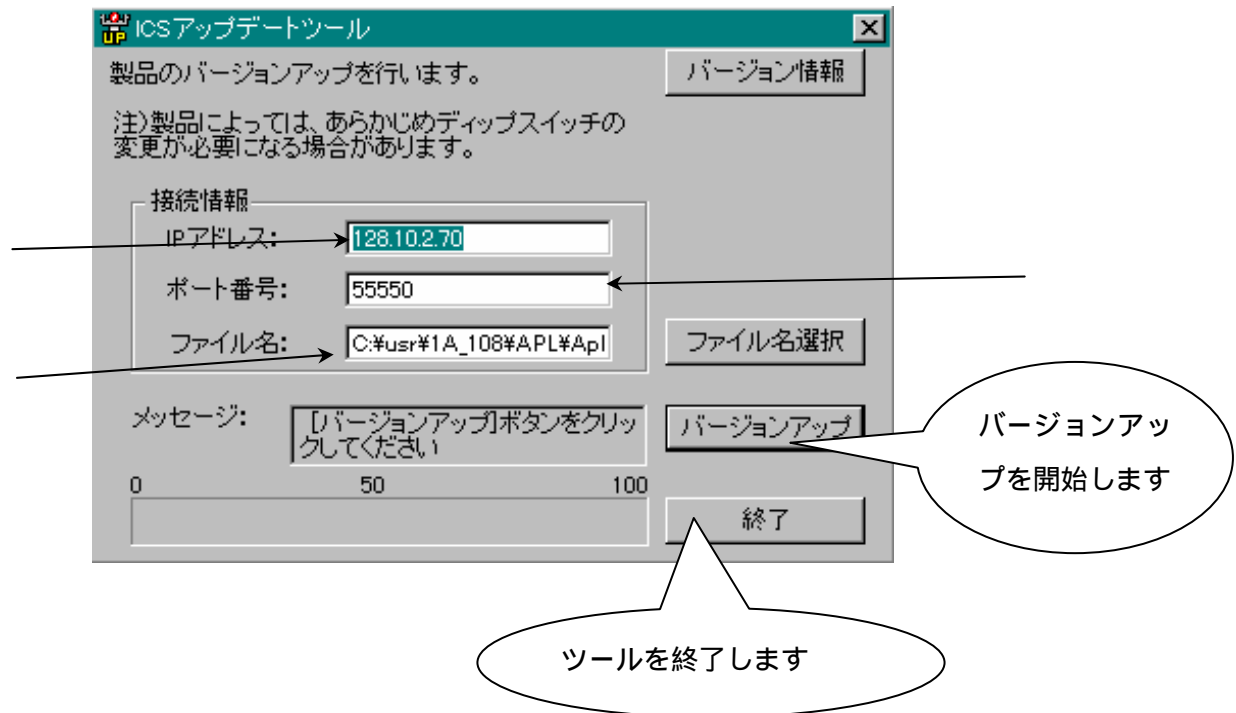 ICSアップデートツール
製品のバージョンアップを行います。
バージョン情報
注)製品によっては、あらかじめディップスイッチの
変更が必要になる場合があります。
接続情報
IPアドレス:
128.10.2.70
ポート番号:
55550
ファイル名:
C:¥usr¥1A_108¥APL¥Apl
ファイル名選択
メッセージ:
[バージョンアップ]ボタンをクリッ
クしてください
バージョンアップ
バージョンアッ
プを開始します
0 50 100
終了
ツールを終了します